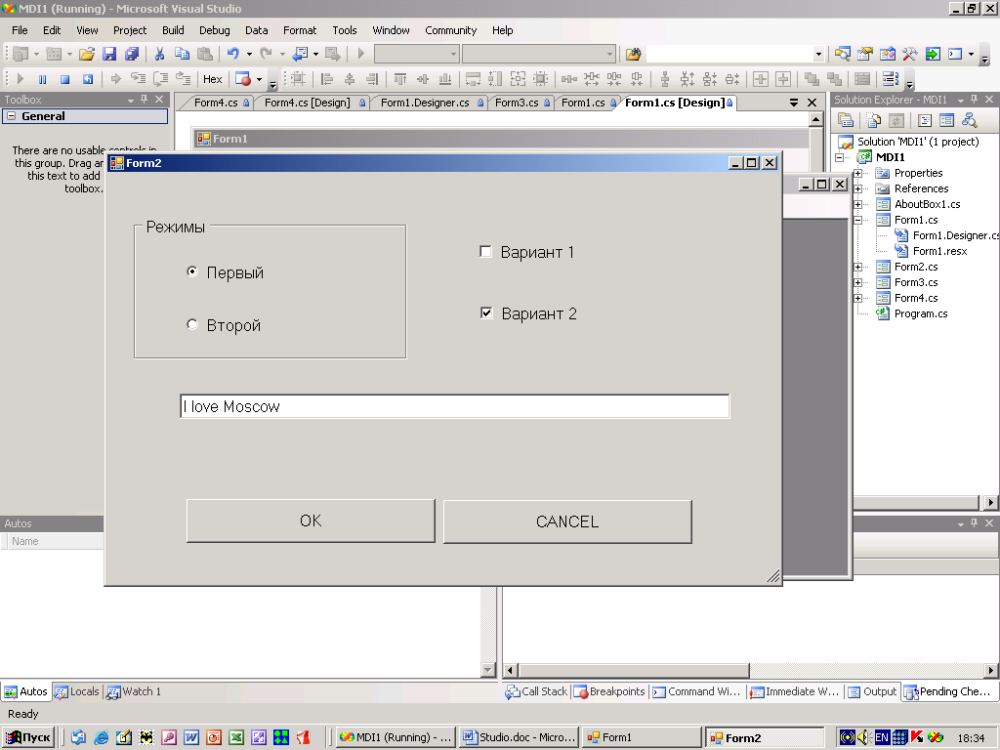 MDI1 (Running) - Microsoft Visual Studio
File Edit View Project Build Debug Data Format Tools Window Community Help
Hex
Toolbox
General
There are no usable controls in
this group. Drag an
this text to add
toolbox.
Form4.cs Form4.cs [Design] Form1.Designer.cs Form3.cs Form1.cs Form1.cs [Design]
Form1
Form2
Режимы
Первый
Второй
Вариант 1
Вариант 2
I love Moscow
OK
CANCEL
Solution Explorer - MDI1
Solution 'MDI1' (1 project)
MDI1
Properties
References
AboutBox1.cs
Form1.cs
Form1.Designer.cs
Form1.resx
Form2.cs
Form3.cs
Form4.cs
Program.cs
Autos
Name
Autos Locals Watch 1
Call Stack Breakpoints Command Wi... Immediate W... Output Pending Che...
Ready
Пуск MDI1 (Running) - ... Studio.doc - Micro... Form1 Form2 EN 18:34